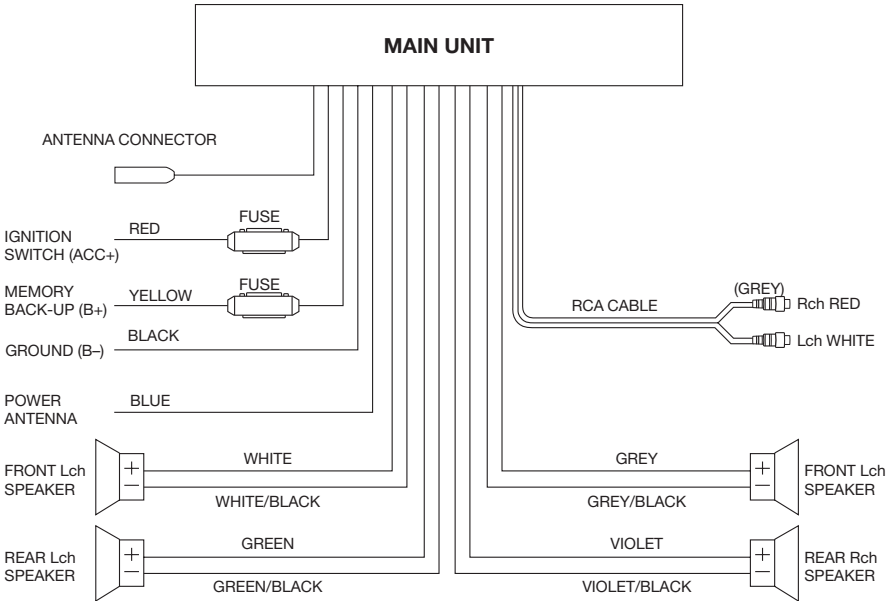 MAIN UNIT
ANTENNA CONNECTOR
IGNITION
SWITCH (ACC+)
RED
FUSE
MEMORY
BACK-UP (B+)
YELLOW
FUSE
GROUND (B–)
BLACK
POWER
ANTENNA
BLUE
RCA CABLE
(GREY)
Rch RED
Lch WHITE
FRONT Lch
SPEAKER
+
–
WHITE
WHITE/BLACK
GREY
GREY/BLACK
+
–
FRONT Lch
SPEAKER
REAR Lch
SPEAKER
+
–
GREEN
GREEN/BLACK
VIOLET
VIOLET/BLACK
+
–
REAR Rch
SPEAKER